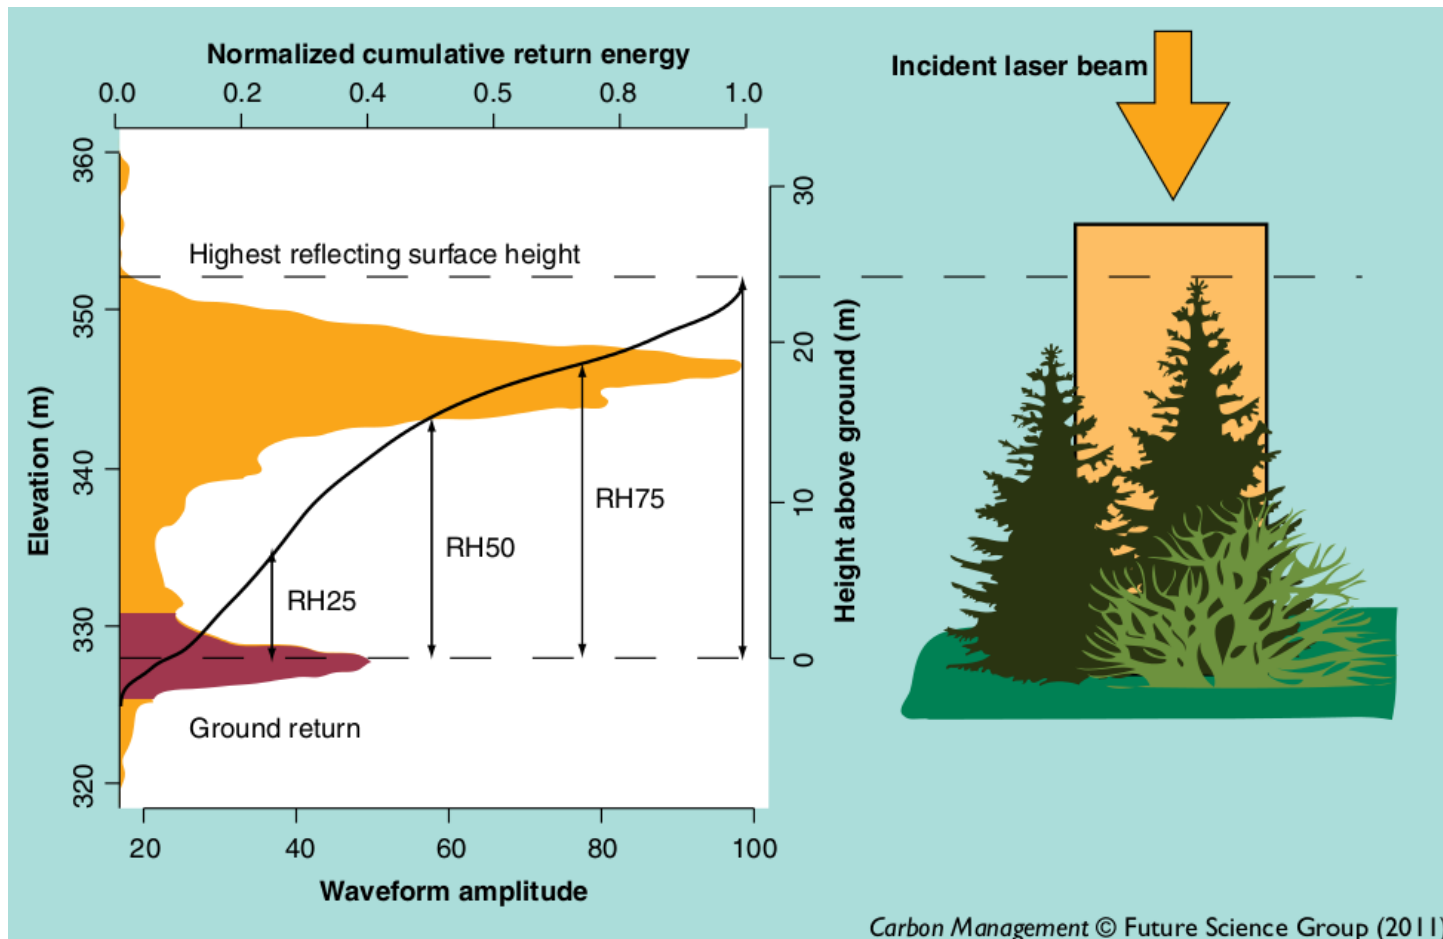 Normalized cumulative return energy
0.0 0.2 0.4 0.5 0.8 1.0
Incident laser beam
360
350
340
330
320
Elevation (m)
Highest reflecting surface height
RH25
RH50
RH75
Ground return
30
20
10
0
Height above ground (m)
20 40 60 80 100
Waveform amplitude
Carbon Management © Future Science Group (2011)